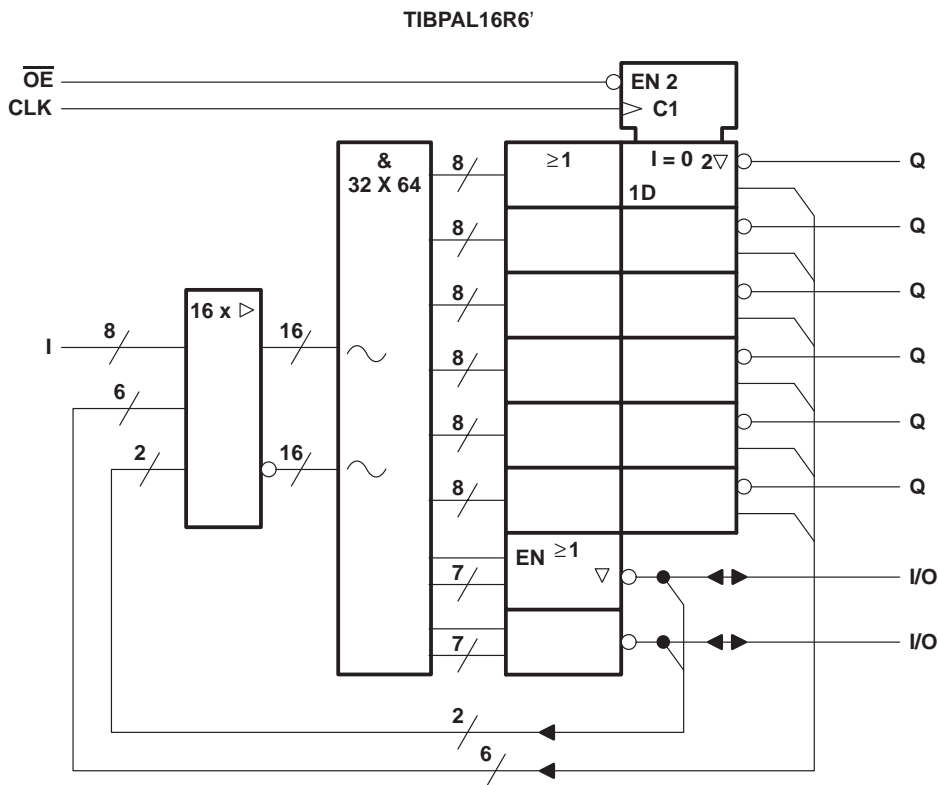 TIBPAL16R6’
OE
EN 2
CLK
C1
&
8
≥1
I = 0 2▽
Q
32 X 64
1D
8
Q
8
Q
16 x ▷
I
8
16
8
Q
6
8
Q
2
16
8
Q
EN ≥1
▽
7
I/O
7
I/O
2
6